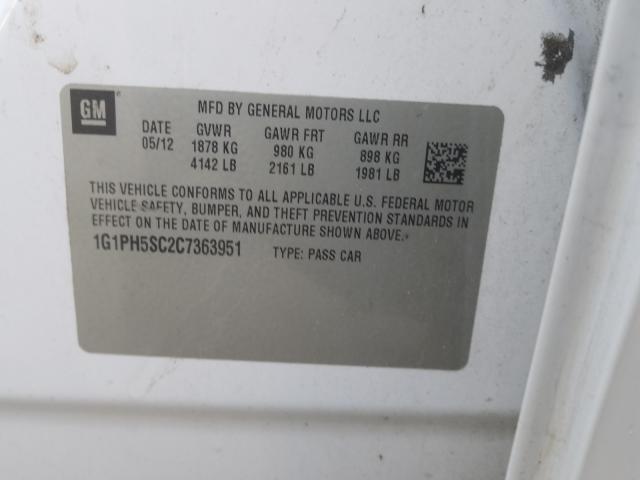 GM
MFD BY GENERAL MOTORS LLC
DATE GVWR GAWR FRT GAWR RR
05/12 1878 KG 980 KG 898 KG
4142 LB 2161 LB 1981 LB
THIS VEHICLE CONFORMS TO ALL APPLICABLE U.S. FEDERAL MOTOR
VEHICLE SAFETY, BUMPER, AND THEFT PREVENTION STANDARDS IN
EFFECT ON THE DATE OF MANUFACTURE SHOWN ABOVE.
1G1PH5SC2C7363951 TYPE: PASS CAR